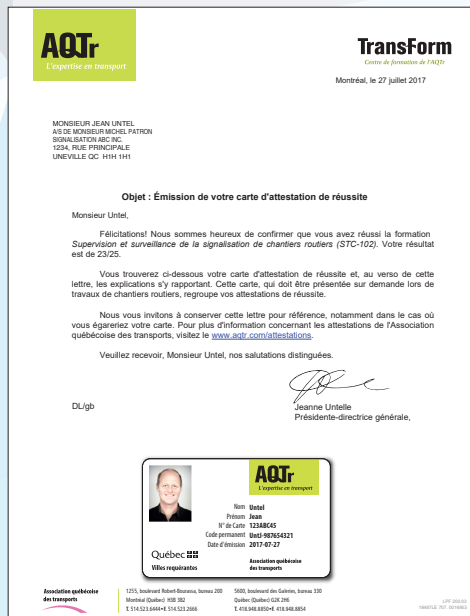 AQTr
L'expertise en transport
TransForm
Centre de formation de l'AQTr
Montréal, le 27 juillet 2017
MONSIEUR JEAN UNTEL
A/S DE MONSIEUR MICHEL PATRON
SIGNALISATION ABC INC.
1234, RUE PRINCIPALE
UNEVILLE QC H1H 1H1
Objet : Émission de votre carte d'attestation de réussite
Monsieur Untel,
Félicitations! Nous sommes heureux de confirmer que vous avez réussi la formation
Supervision et surveillance de la signalisation de chantiers routiers (STC-102). Votre résultat
est de 23/25.
Vous trouverez ci-dessous votre carte d'attestation de réussite et, au verso de cette
lettre, les explications s'y rapportant. Cette carte, qui doit être présentée sur demande lors de
travaux de chantiers routiers, regroupe vos attestations de réussite.
Nous vous invitons à conserver cette lettre pour référence, notamment dans le cas où
vous égareriez votre carte. Pour plus d'information concernant les attestations de l'Association
québécoise des transports, visitez le www.aqtr.com/attestations.
Veuillez recevoir, Monsieur Untel, nos salutations distinguées.
DL/gb
Jeanne Untelle
Présidente-directrice générale,
AQTr
L'expertise en transport
Nom Untel
Prénom Jean
N° de Carte 123ABC45
Code permanent UntJ-987654321
Date d'émission 2017-07-27
Québec
Villes requérantes
Association québécoise
des transports
Association québécoise
des transports
1255, boulevard Robert-Bourassa, bureau 200
Montréal (Québec) H3B 3B2
T. 514.523.6444 • F. 514.523.2666
5600, boulevard des Galeries, bureau 330
Québec (Québec) G2K 2H6
T. 418.948.8850 • F. 418.948.8854